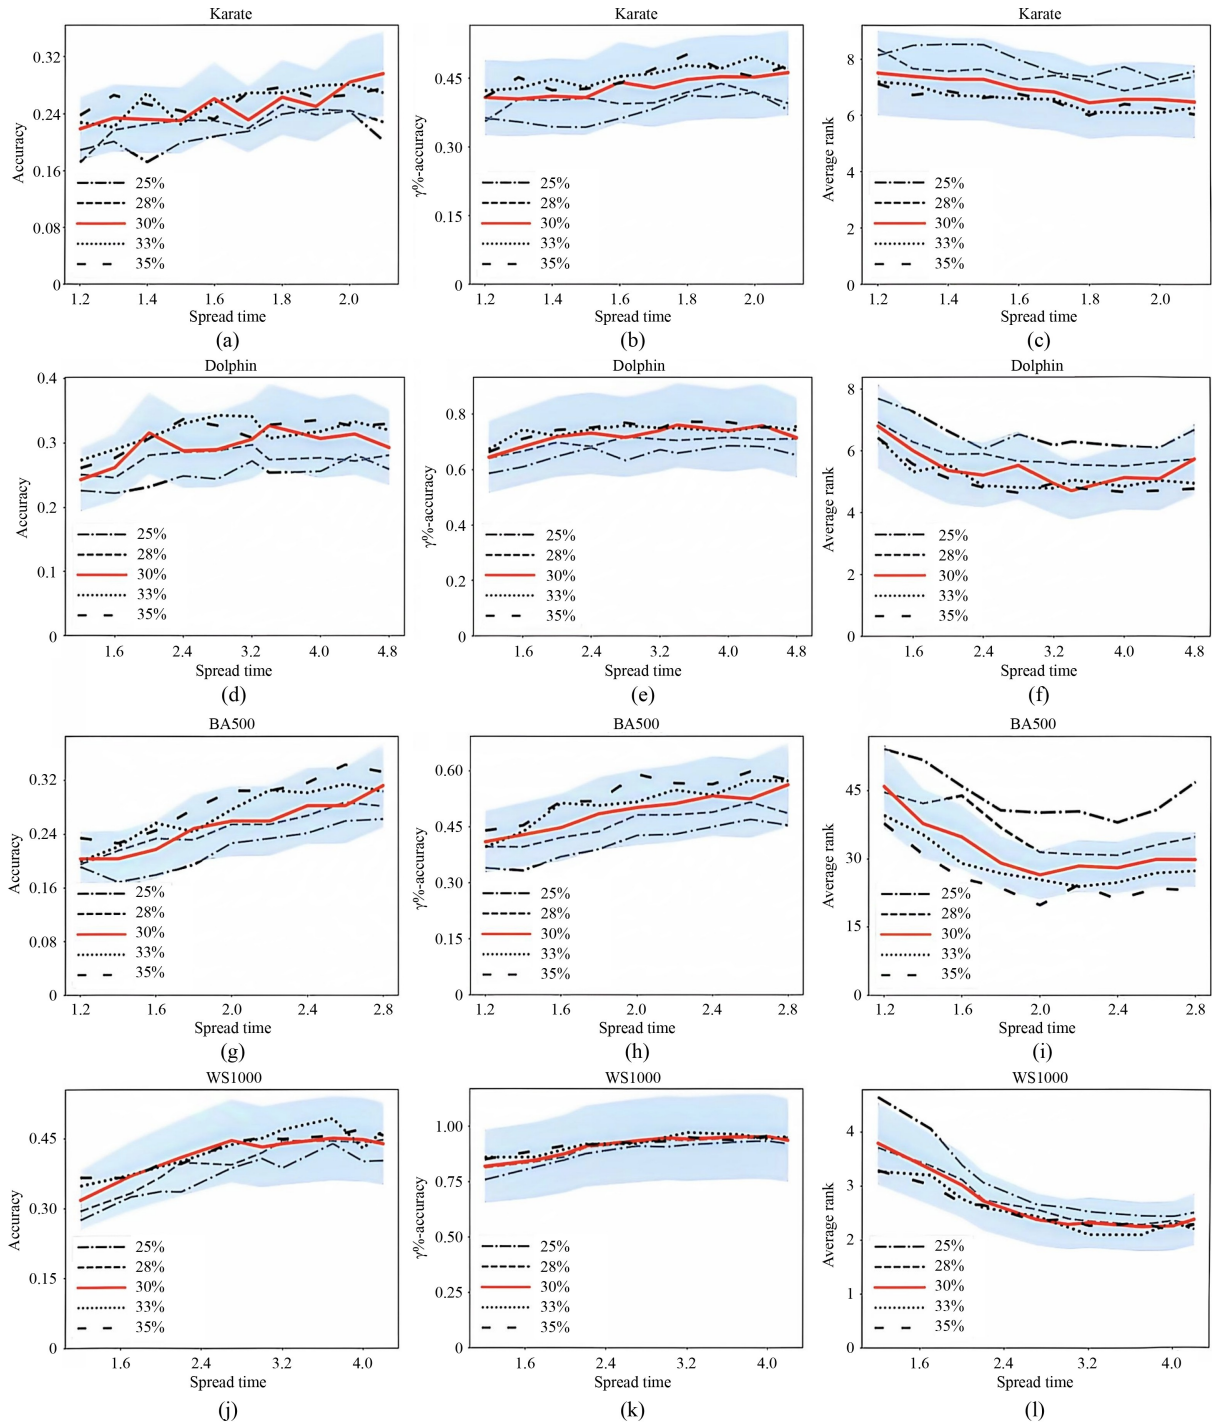 Karate
0.32
0.24
0.16
0.08
0
Accuracy
25%
28%
30%
33%
35%
1.2 1.4 1.6 1.8 2.0
Spread time
(a)
Karate
0.45
0.30
0.15
0
γ%-accuracy
25%
28%
30%
33%
35%
1.2 1.4 1.6 1.8 2.0
Spread time
(b)
Karate
8
6
4
2
0
Average rank
25%
28%
30%
33%
35%
1.2 1.4 1.6 1.8 2.0
Spread time
(c)
Dolphin
0.4
0.3
0.2
0.1
0
Accuracy
25%
28%
30%
33%
35%
1.6 2.4 3.2 4.0 4.8
Spread time
(d)
Dolphin
0.8
0.6
0.4
0.2
0
γ%-accuracy
25%
28%
30%
33%
35%
1.6 2.4 3.2 4.0 4.8
Spread time
(e)
Dolphin
8
6
4
2
0
Average rank
25%
28%
30%
33%
35%
1.6 2.4 3.2 4.0 4.8
Spread time
(f)
BA500
0.32
0.24
0.16
0.08
0
Accuracy
25%
28%
30%
33%
35%
1.2 1.6 2.0 2.4 2.8
Spread time
(g)
BA500
0.60
0.45
0.30
0.15
0
γ%-accuracy
25%
28%
30%
33%
35%
1.2 1.6 2.0 2.4 2.8
Spread time
(h)
BA500
45
30
15
0
Average rank
25%
28%
30%
33%
35%
1.2 1.6 2.0 2.4 2.8
Spread time
(i)
WS1000
0.45
0.30
0.15
0
Accuracy
25%
28%
30%
33%
35%
1.6 2.4 3.2 4.0
Spread time
(j)
WS1000
1.00
0.75
0.50
0.25
0
γ%-accuracy
25%
28%
30%
33%
35%
1.6 2.4 3.2 4.0
Spread time
(k)
WS1000
4
3
2
1
0
Average rank
25%
28%
30%
33%
35%
1.6 2.4 3.2 4.0
Spread time
(l)